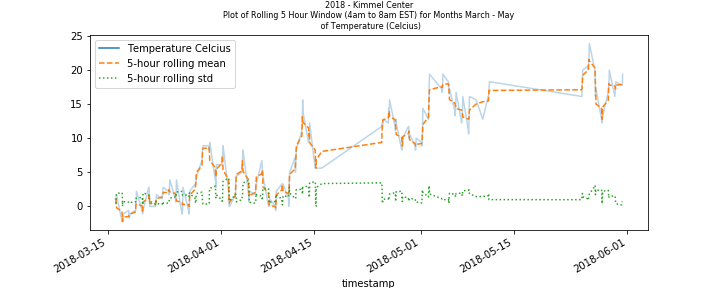 2018 - Kimmel Center
Plot of Rolling 5 Hour Window (4am to 8am EST) for Months March - May
of Temperature (Celcius)
Temperature Celcius
5-hour rolling mean
5-hour rolling std
25
20
15
10
5
0
2018-03-15
2018-04-01
2018-04-15
2018-05-01
2018-05-15
2018-06-01
timestamp